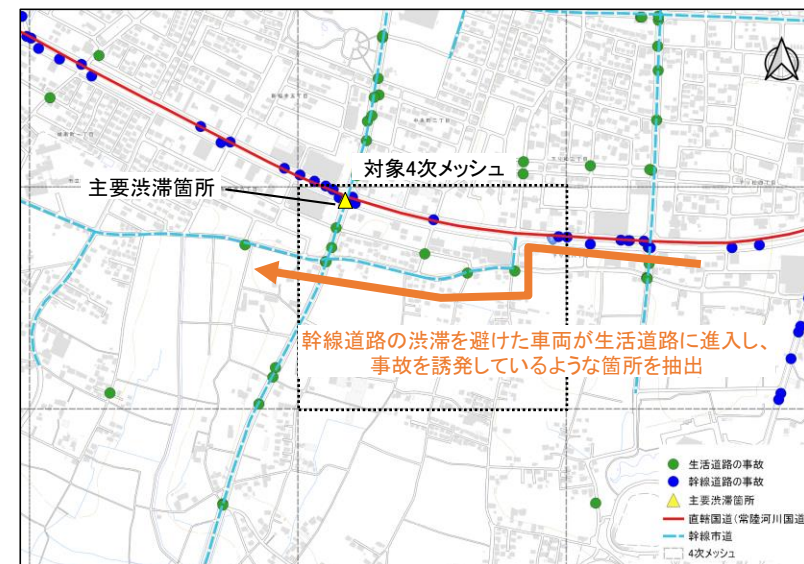 対象4次メッシュ
主要渋滞箇所
幹線道路の渋滞を避けた車両が生活道路に進入し、
事故を誘発しているような箇所を抽出
生活道路の事故
幹線道路の事故
主要渋滞箇所
直轄国道(常陸河川国道)
幹線市道
4次メッシュ